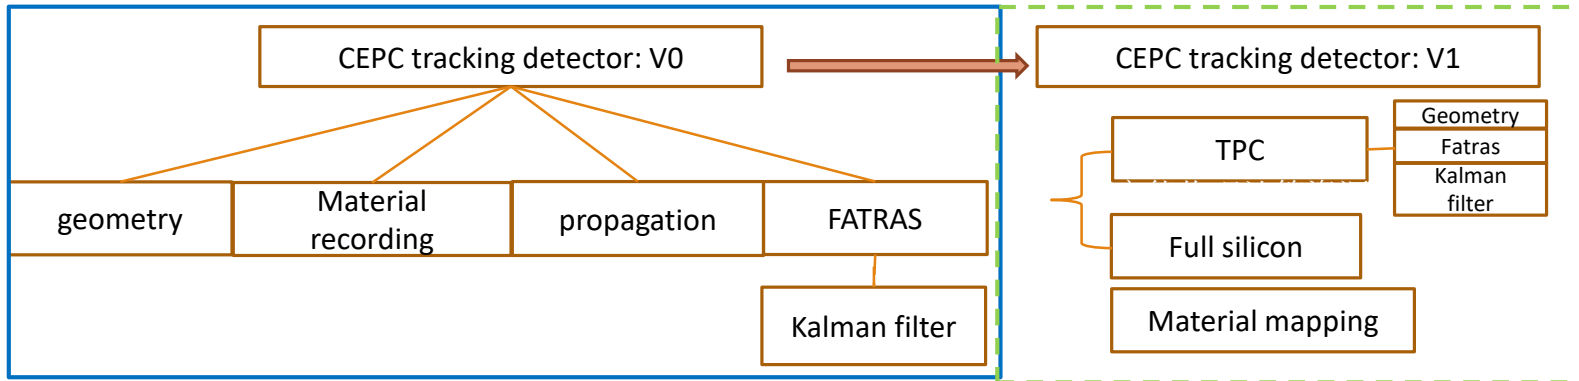 CEPC tracking detector: V0
geometry
Material
recording
propagation
FATRAS
Kalman filter
CEPC tracking detector: V1
TPC
Geometry
Fatras
Kalman
filter
Full silicon
Material mapping